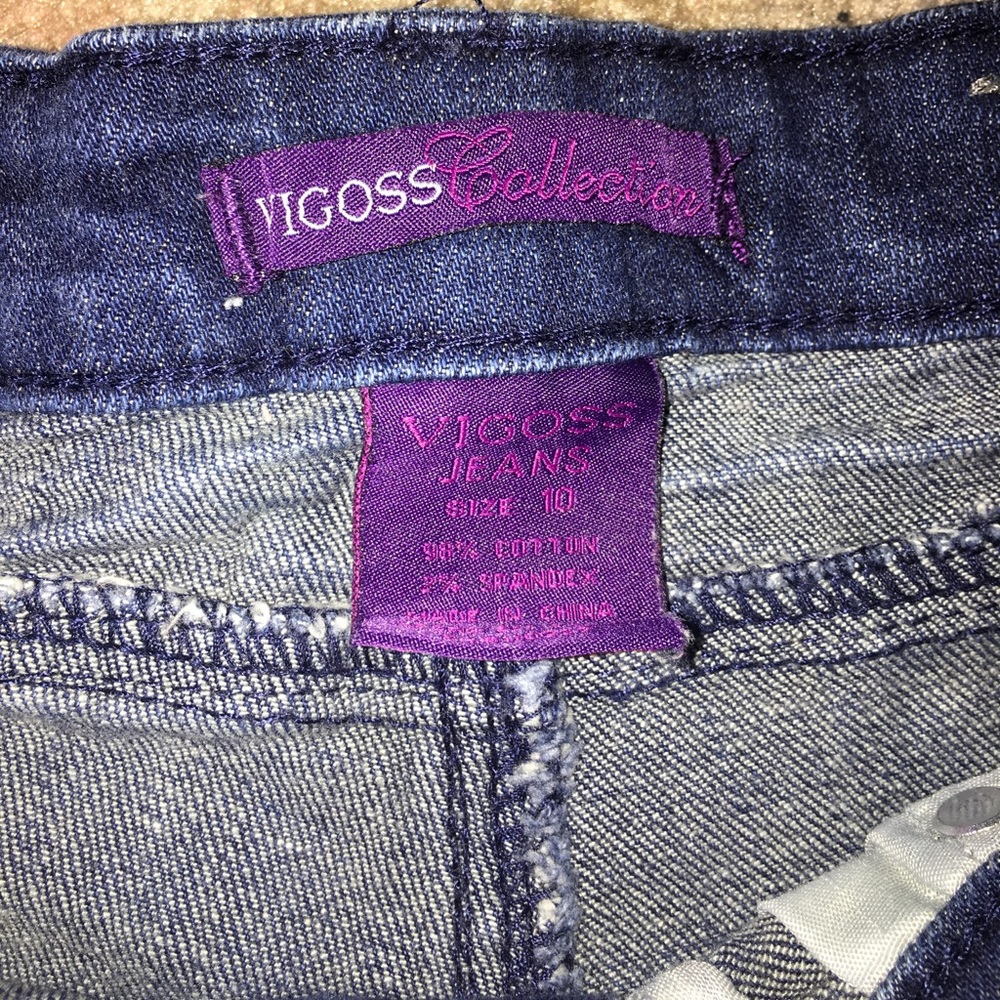 VIGOSS Collection
VIGOSS
JEANS
SIZE 10
98% COTTON
2% SPANDEX
MADE IN CHINA